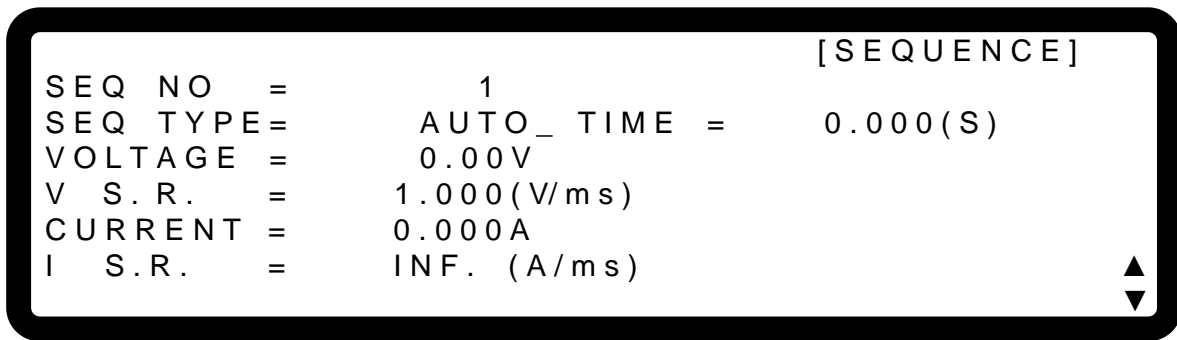 [SEQUENCE]
SEQ NO = 1
SEQ TYPE= AUTO_ TIME = 0.000(S)
VOLTAGE = 0.00V
V S.R. = 1.000(V/ms)
CURRENT = 0.000A
I S.R. = INF. (A/ms) ▲
▼